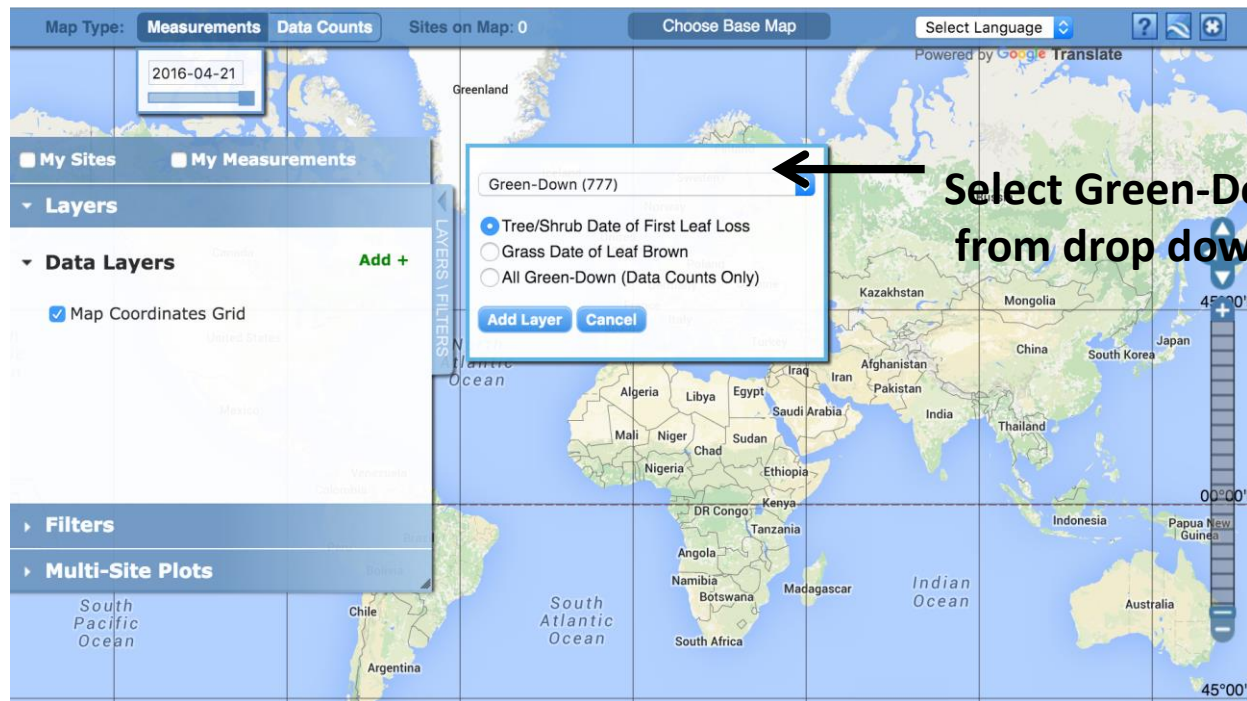 Map Type: Measurements Data Counts Sites on Map: 0 Choose Base Map Select Language ?
Powered by Google Translate
2016-04-21
Greenland
My Sites My Measurements
Layers
Data Layers Add +
Map Coordinates Grid
LAYERS \ FILTERS
Filters
Multi-Site Plots
Green-Down (777)
Tree/Shrub Date of First Leaf Loss
Grass Date of Leaf Brown
All Green-Down (Data Counts Only)
Add Layer Cancel
Select Green-Do
from drop dow
Kazakhstan
Mongolia
45°00'
Japan
China
South Korea
Afghanistan
Iraq
Iran
Pakistan
Atlantic
Ocean
Algeria
Libya
Egypt
Saudi Arabia
India
Thailand
Mali
Niger
Chad
Sudan
Nigeria
Ethiopia
00°00'
DR Congo
Kenya
Tanzania
Indonesia
Papua New
Guinea
Angola
Namibia
Botswana
Madagascar
Indian
Ocean
Australia
South
Pacific
Ocean
Chile
South
Atlantic
Ocean
South Africa
Argentina
45°00'